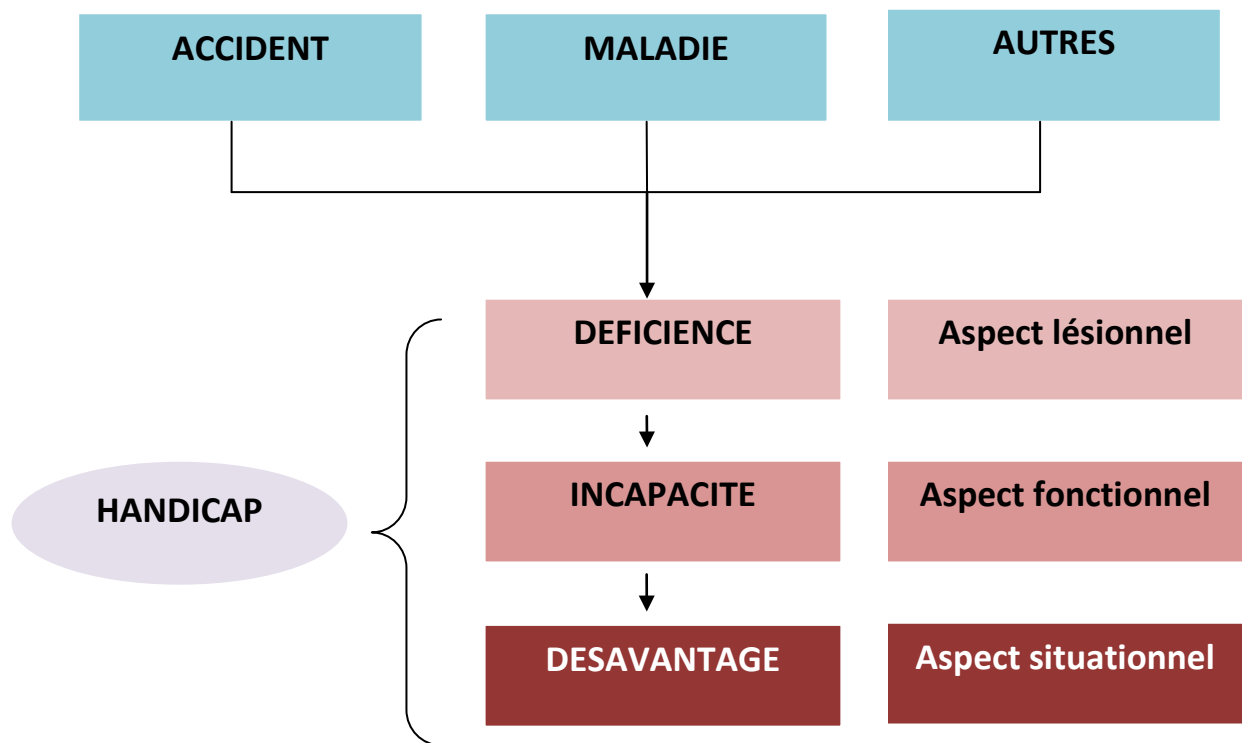 ACCIDENT
MALADIE
AUTRES
DEFICIENCE
Aspect lésionnel
HANDICAP
INCAPACITE
Aspect fonctionnel
DESAVANTAGE
Aspect situationnel